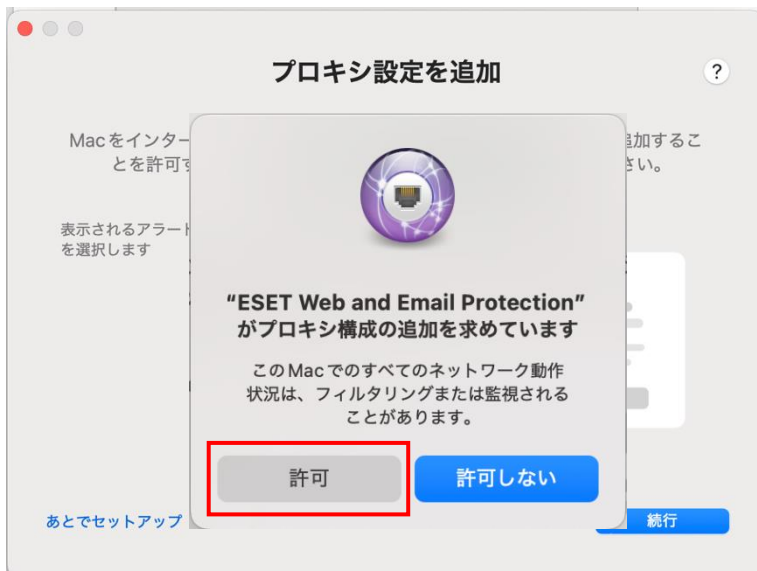 プロキシ設定を追加
?
Macをインター
追加するこ
とを許可す
さい。
表示されるアラート
を選択します
“ESET Web and Email Protection”
がプロキシ構成の追加を求めています
このMacでのすべてのネットワーク動作
状況は、フィルタリングまたは監視される
ことがあります。
許可
許可しない
あとでセットアップ
続行